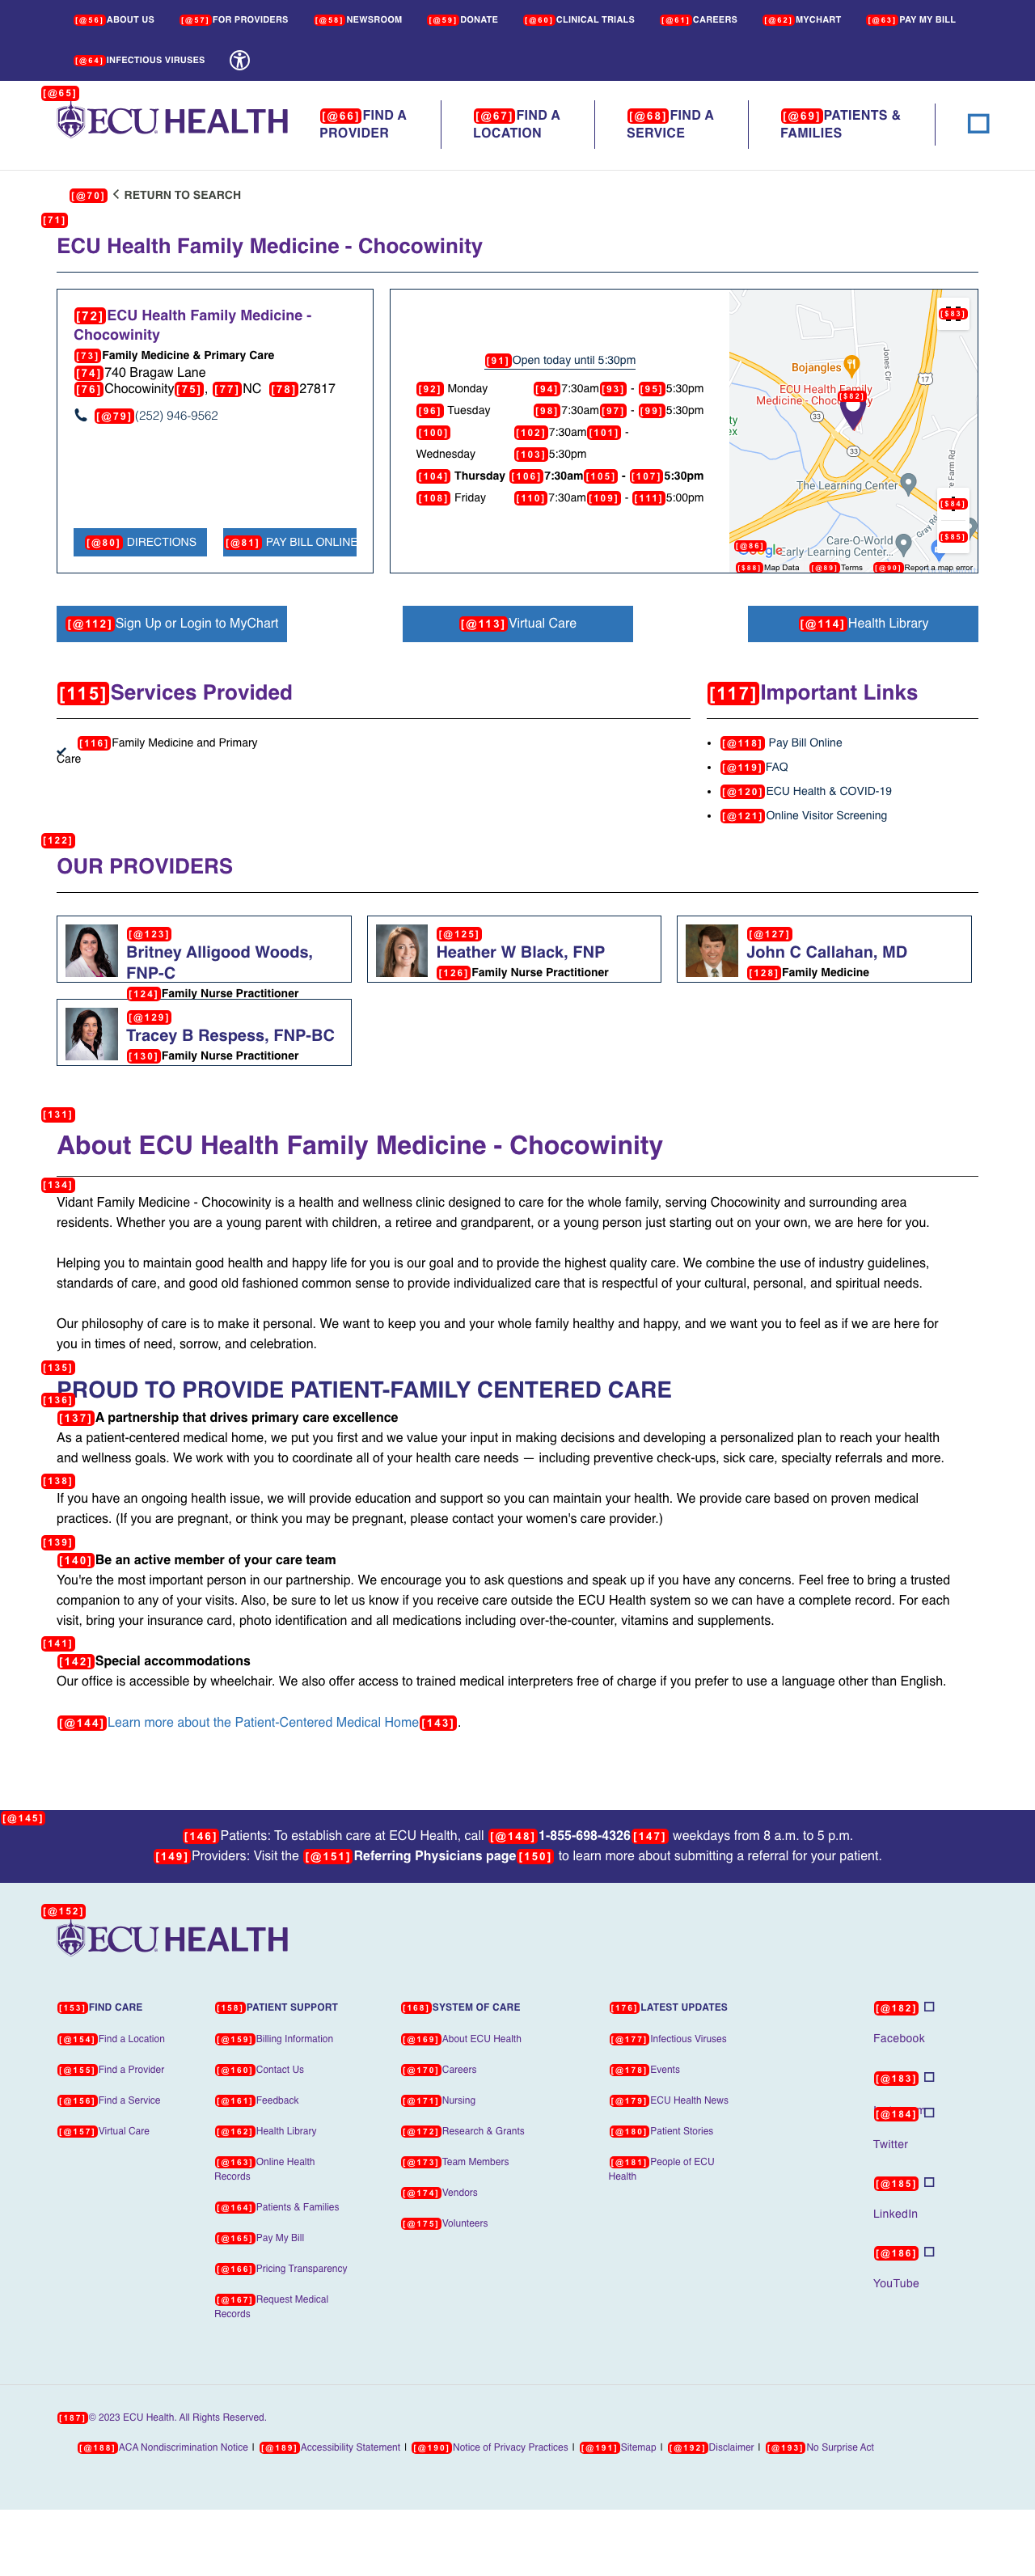 [@56]ABOUT US [@57]FOR PROVIDERS [@58]NEWSROOM [@59]DONATE [@60]CLINICAL TRIALS [@61]CAREERS [@62]MYCHART [@63]PAY MY BILL
[@64]INFECTIOUS VIRUSES
[@65]
ECU HEALTH
[@66]FIND A PROVIDER
[@67]FIND A LOCATION
[@68]FIND A SERVICE
[@69]PATIENTS & FAMILIES
[@70] < RETURN TO SEARCH
[71]
ECU Health Family Medicine - Chocowinity
[72]ECU Health Family Medicine -
Chocowinity
[73]Family Medicine & Primary Care
[74]740 Bragaw Lane
[76]Chocowinity[75], [77]NC [78]27817
[@79](252) 946-9562
[@80] DIRECTIONS
[@81] PAY BILL ONLINE
[91]Open today until 5:30pm
[92] Monday [94]7:30am[93] - [95]5:30pm
[96] Tuesday [98]7:30am[97] - [99]5:30pm
[100]
Wednesday
[102]7:30am[101] -
[103]5:30pm
[104] Thursday [106]7:30am[105] - [107]5:30pm
[108] Friday [110]7:30am[109] - [111]5:00pm
[$83]
Jones Cir
Bojangles
17
ECU Health Family
[$82]
Medicine - Choc
33
33
The Learning Center
e Farm Rd
[$84]
Gray Rd
[$85]
Care-O-World
Early Learning Center...
[@86]
Google
[$88]Map Data [@89]Terms [@90]Report a map error
[@112]Sign Up or Login to MyChart
[@113]Virtual Care
[@114]Health Library
[115]Services Provided
[116]Family Medicine and Primary
Care
[117]Important Links
[@118] Pay Bill Online
[@119]FAQ
[@120]ECU Health & COVID-19
[@121]Online Visitor Screening
[122]
OUR PROVIDERS
[@123]
Britney Alligood Woods,
FNP-C
[124]Family Nurse Practitioner
[@125]
Heather W Black, FNP
[126]Family Nurse Practitioner
[@127]
John C Callahan, MD
[128]Family Medicine
[@129]
Tracey B Respess, FNP-BC
[130]Family Nurse Practitioner
[131]
About ECU Health Family Medicine - Chocowinity
[134]
Vidant Family Medicine - Chocowinity is a health and wellness clinic designed to care for the whole family, serving Chocowinity and surrounding area
residents. Whether you are a young parent with children, a retiree and grandparent, or a young person just starting out on your own, we are here for you.
Helping you to maintain good health and happy life for you is our goal and to provide the highest quality care. We combine the use of industry guidelines,
standards of care, and good old fashioned common sense to provide individualized care that is respectful of your cultural, personal, and spiritual needs.
Our philosophy of care is to make it personal. We want to keep you and your whole family healthy and happy, and we want you to feel as if we are here for
you in times of need, sorrow, and celebration.
[135]
PROUD TO PROVIDE PATIENT-FAMILY CENTERED CARE
[136]
[137]A partnership that drives primary care excellence
As a patient-centered medical home, we put you first and we value your input in making decisions and developing a personalized plan to reach your health
and wellness goals. We work with you to coordinate all of your health care needs — including preventive check-ups, sick care, specialty referrals and more.
[138]
If you have an ongoing health issue, we will provide education and support so you can maintain your health. We provide care based on proven medical
practices. (If you are pregnant, or think you may be pregnant, please contact your women's care provider.)
[139]
[140]Be an active member of your care team
You're the most important person in our partnership. We encourage you to ask questions and speak up if you have any concerns. Feel free to bring a trusted
companion to any of your visits. Also, be sure to let us know if you receive care outside the ECU Health system so we can have a complete record. For each
visit, bring your insurance card, photo identification and all medications including over-the-counter, vitamins and supplements.
[141]
[142]Special accommodations
Our office is accessible by wheelchair. We also offer access to trained medical interpreters free of charge if you prefer to use a language other than English.
[@144]Learn more about the Patient-Centered Medical Home[143].
[@145]
[146]Patients: To establish care at ECU Health, call [@148]1-855-698-4326[147] weekdays from 8 a.m. to 5 p.m.
[149]Providers: Visit the [@151]Referring Physicians page[150] to learn more about submitting a referral for your patient.
[@152]
ECU HEALTH
[153]FIND CARE
[@154]Find a Location
[@155]Find a Provider
[@156]Find a Service
[@157]Virtual Care
[158]PATIENT SUPPORT
[@159]Billing Information
[@160]Contact Us
[@161]Feedback
[@162]Health Library
[@163]Online Health
Records
[@164]Patients & Families
[@165]Pay My Bill
[@166]Pricing Transparency
[@167]Request Medical
Records
[168]SYSTEM OF CARE
[@169]About ECU Health
[@170]Careers
[@171]Nursing
[@172]Research & Grants
[@173]Team Members
[@174]Vendors
[@175]Volunteers
[176]LATEST UPDATES
[@177]Infectious Viruses
[@178]Events
[@179]ECU Health News
[@180]Patient Stories
[@181]People of ECU
Health
[@182]
Facebook
[@183]
[@184]
Twitter
[@185]
LinkedIn
[@186]
YouTube
[187]© 2023 ECU Health. All Rights Reserved.
[@188]ACA Nondiscrimination Notice | [@189]Accessibility Statement | [@190]Notice of Privacy Practices | [@191]Sitemap | [@192]Disclaimer | [@193]No Surprise Act